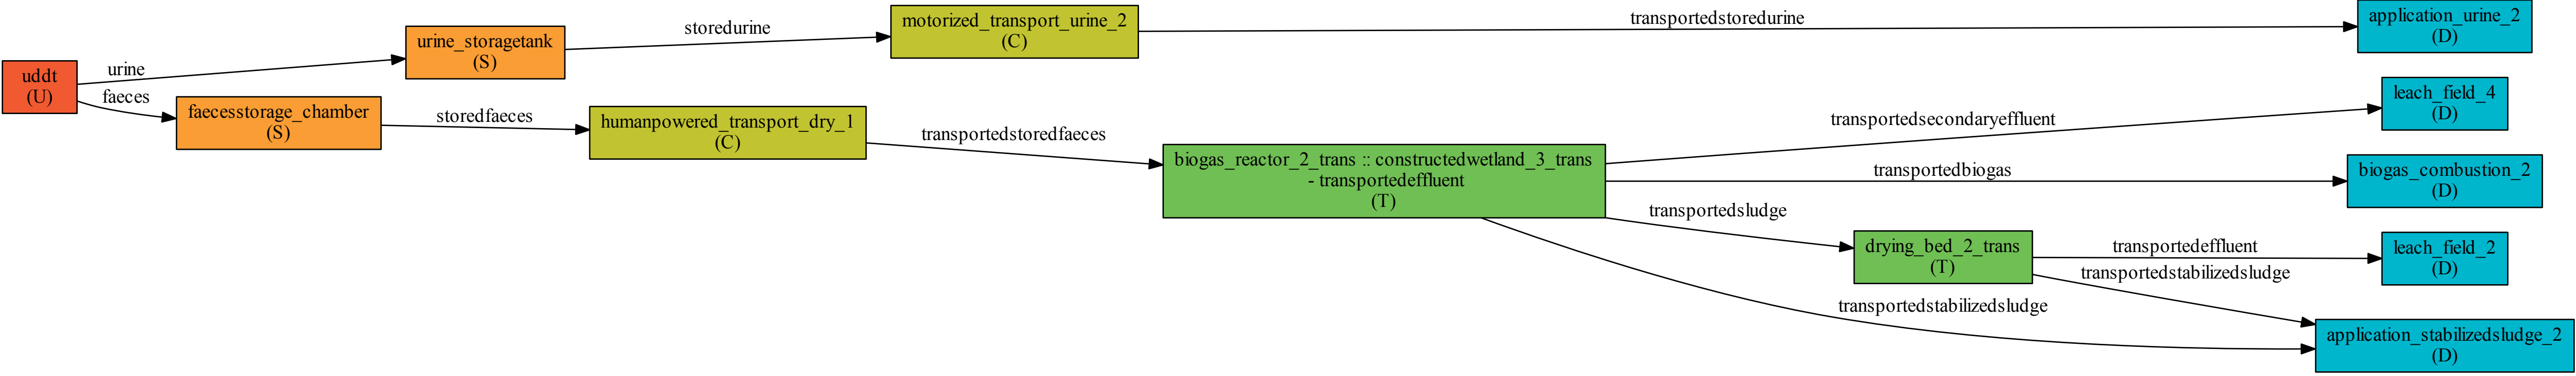 uddt
(U)
urine
faeces
urine_storagetank
(S)
faecesstorage_chamber
(S)
storedurine
storedfaeces
motorized_transport_urine_2
(C)
humanpowered_transport_dry_1
(C)
transportedstoredurine
transportedstoredfaeces
biogas_reactor_2_trans :: constructedwetland_3_trans
- transportedeffluent
(T)
transportedsecondaryeffluent
transportedbiogas
transportedsludge
transportedstabilizedsludge
drying_bed_2_trans
(T)
transportedeffluent
transportedstabilizedsludge
application_urine_2
(D)
leach_field_4
(D)
biogas_combustion_2
(D)
leach_field_2
(D)
application_stabilizedsludge_2
(D)